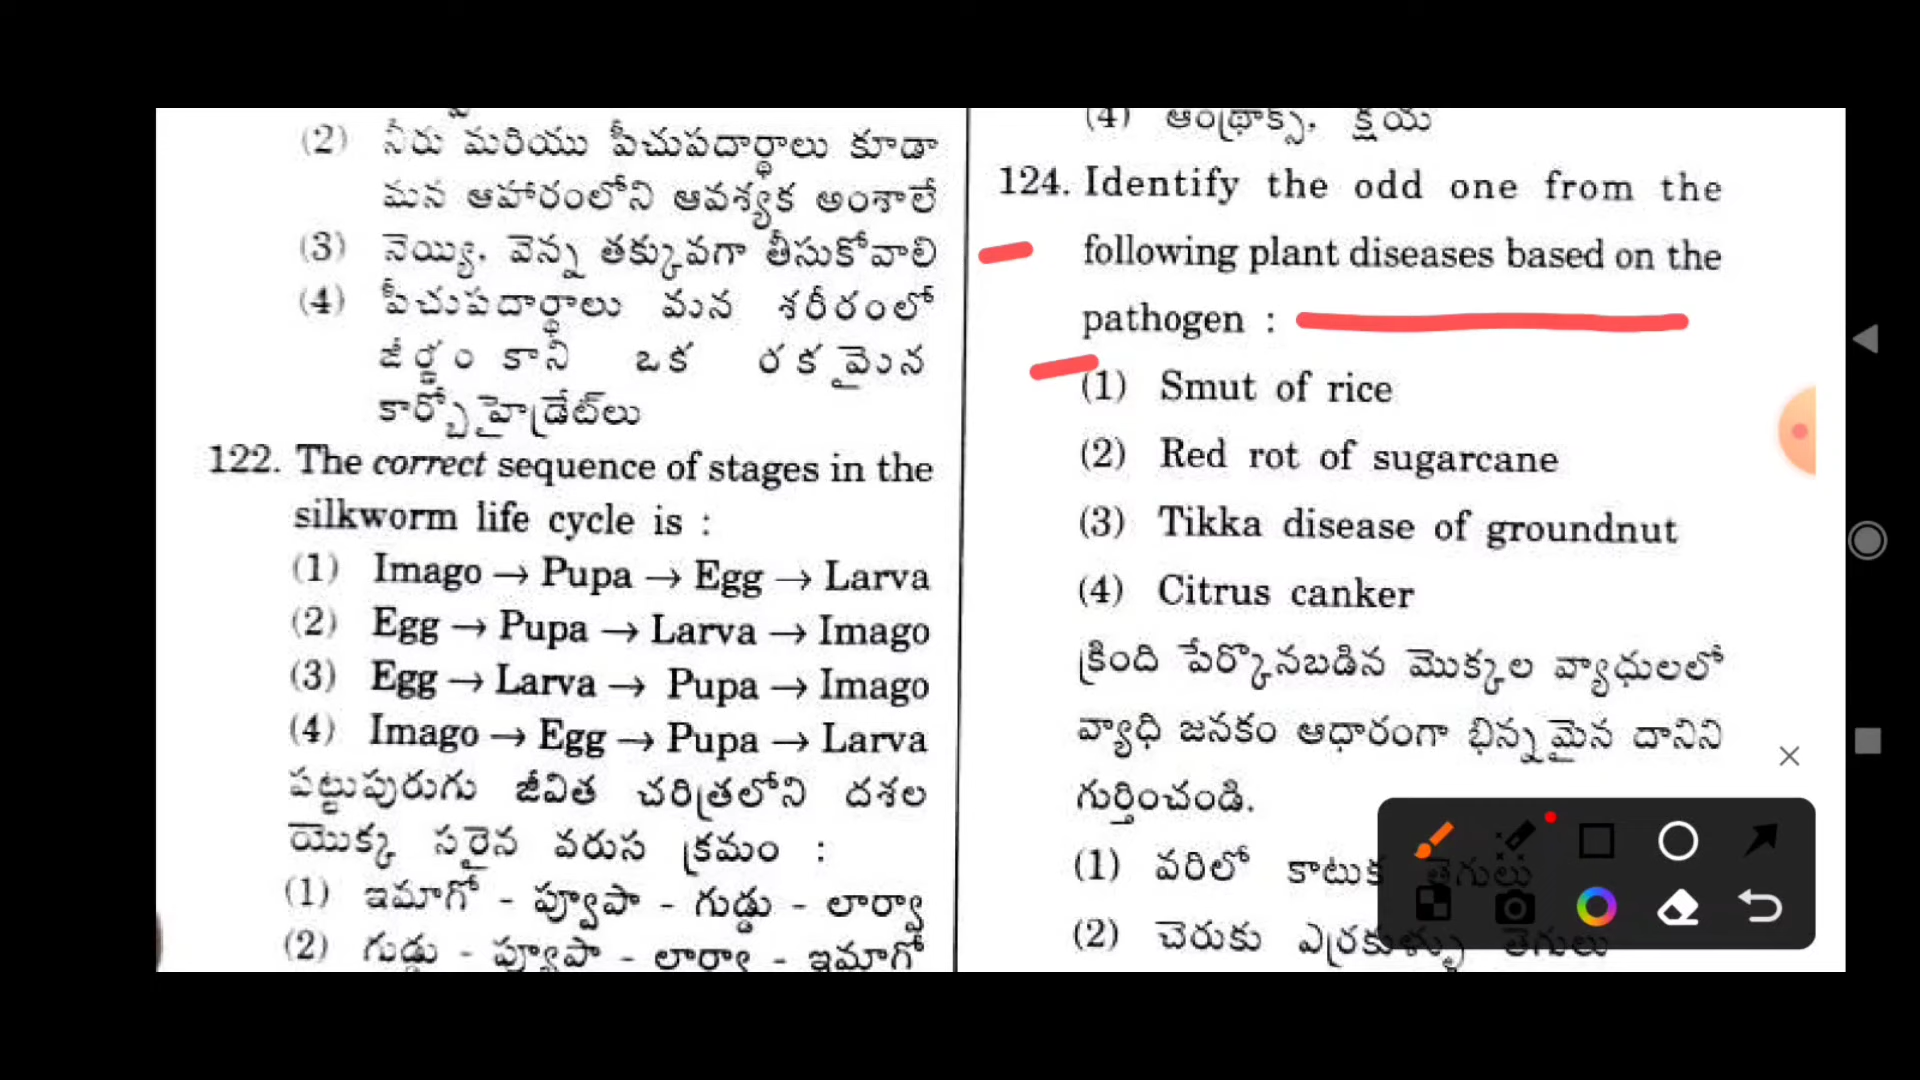 (2) నీరు మరియు పీచుపదార్థాలు కూడా
మన ఆహారంలోని ఆవశ్యక అంశాలే
(3) నెయ్యి, వెన్న తక్కువగా తీసుకోవాలి
(4) పీచుపదార్థాలు మన శరీరంలో
జీర్ణం కాని ఒక రకమైన
కార్బోహైడ్రేట్‌లు
122. The correct sequence of stages in the
silkworm life cycle is :
(1) Imago → Pupa → Egg → Larva
(2) Egg → Pupa → Larva → Imago
(3) Egg → Larva → Pupa → Imago
(4) Imago → Egg → Pupa → Larva
పట్టుపురుగు జీవిత చరిత్రలోని దశల
యొక్క సరైన వరుస క్రమం :
(1) ఇమాగో - ప్యూపా - గుడ్డు - లార్వా
(2) గుడ్డు - ప్యూపా - లార్వా - ఇమాగో
(4) ఆంథ్రాక్స్, క్షయ
124. Identify the odd one from the
following plant diseases based on the
pathogen :
(1) Smut of rice
(2) Red rot of sugarcane
(3) Tikka disease of groundnut
(4) Citrus canker
క్రింది పేర్కొనబడిన మొక్కల వ్యాధులలో
వ్యాధి జనకం ఆధారంగా భిన్నమైన దానిని
గుర్తించండి.
(1) వరిలో కాటుక తెగులు
(2) చెరుకు ఎర్రకుళ్ళు తెగులు